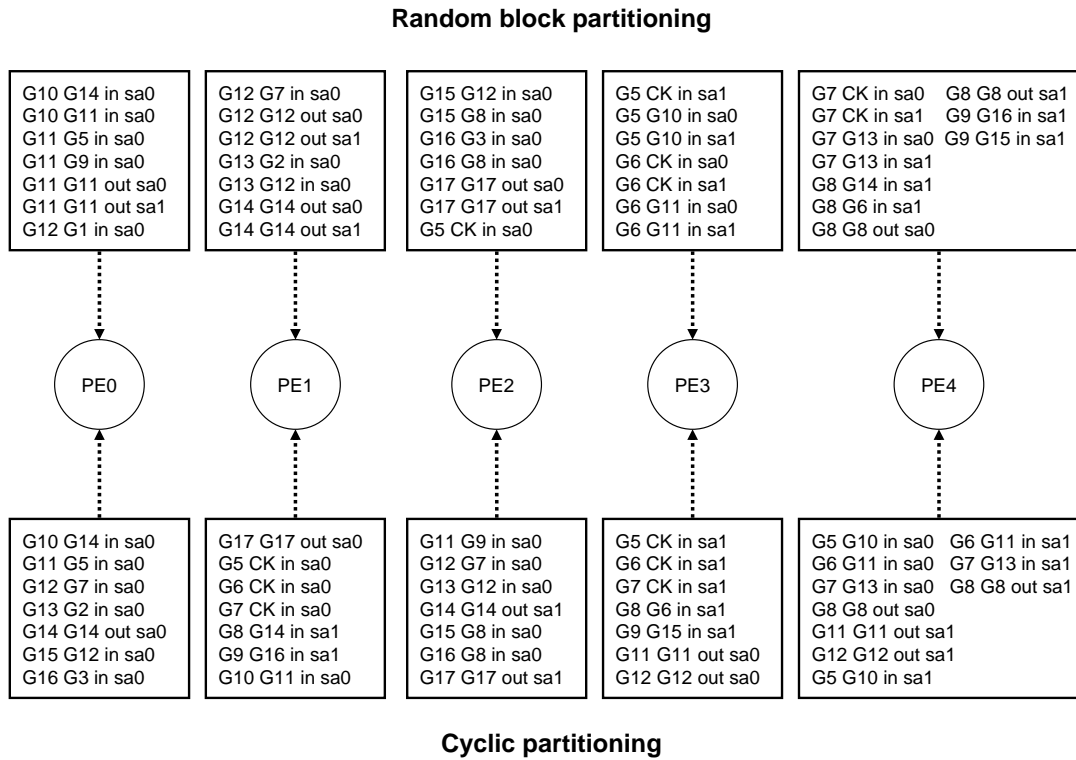 Random block partitioning
G10 G14 in sa0
G10 G11 in sa0
G11 G5 in sa0
G11 G9 in sa0
G11 G11 out sa0
G11 G11 out sa1
G12 G1 in sa0
G12 G7 in sa0
G12 G12 out sa0
G12 G12 out sa1
G13 G2 in sa0
G13 G12 in sa0
G14 G14 out sa0
G14 G14 out sa1
G15 G12 in sa0
G15 G8 in sa0
G16 G3 in sa0
G16 G8 in sa0
G17 G17 out sa0
G17 G17 out sa1
G5 CK in sa0
G5 CK in sa1
G5 G10 in sa0
G5 G10 in sa1
G6 CK in sa0
G6 CK in sa1
G6 G11 in sa0
G6 G11 in sa1
G7 CK in sa0
G7 CK in sa1
G7 G13 in sa0
G7 G13 in sa1
G8 G14 in sa1
G8 G6 in sa1
G8 G8 out sa0
G8 G8 out sa1
G9 G16 in sa1
G9 G15 in sa1
PE0
PE1
PE2
PE3
PE4
G10 G14 in sa0
G11 G5 in sa0
G12 G7 in sa0
G13 G2 in sa0
G14 G14 out sa0
G15 G12 in sa0
G16 G3 in sa0
G17 G17 out sa0
G5 CK in sa0
G6 CK in sa0
G7 CK in sa0
G8 G14 in sa1
G9 G16 in sa1
G10 G11 in sa0
G11 G9 in sa0
G12 G7 in sa0
G13 G12 in sa0
G14 G14 out sa1
G15 G8 in sa0
G16 G8 in sa0
G17 G17 out sa1
G5 CK in sa1
G6 CK in sa1
G7 CK in sa1
G8 G6 in sa1
G9 G15 in sa1
G11 G11 out sa0
G12 G12 out sa0
G5 G10 in sa0
G6 G11 in sa0
G7 G13 in sa0
G8 G8 out sa0
G11 G11 out sa1
G12 G12 out sa1
G5 G10 in sa1
G6 G11 in sa1
G7 G13 in sa1
G8 G8 out sa1
Cyclic partitioning